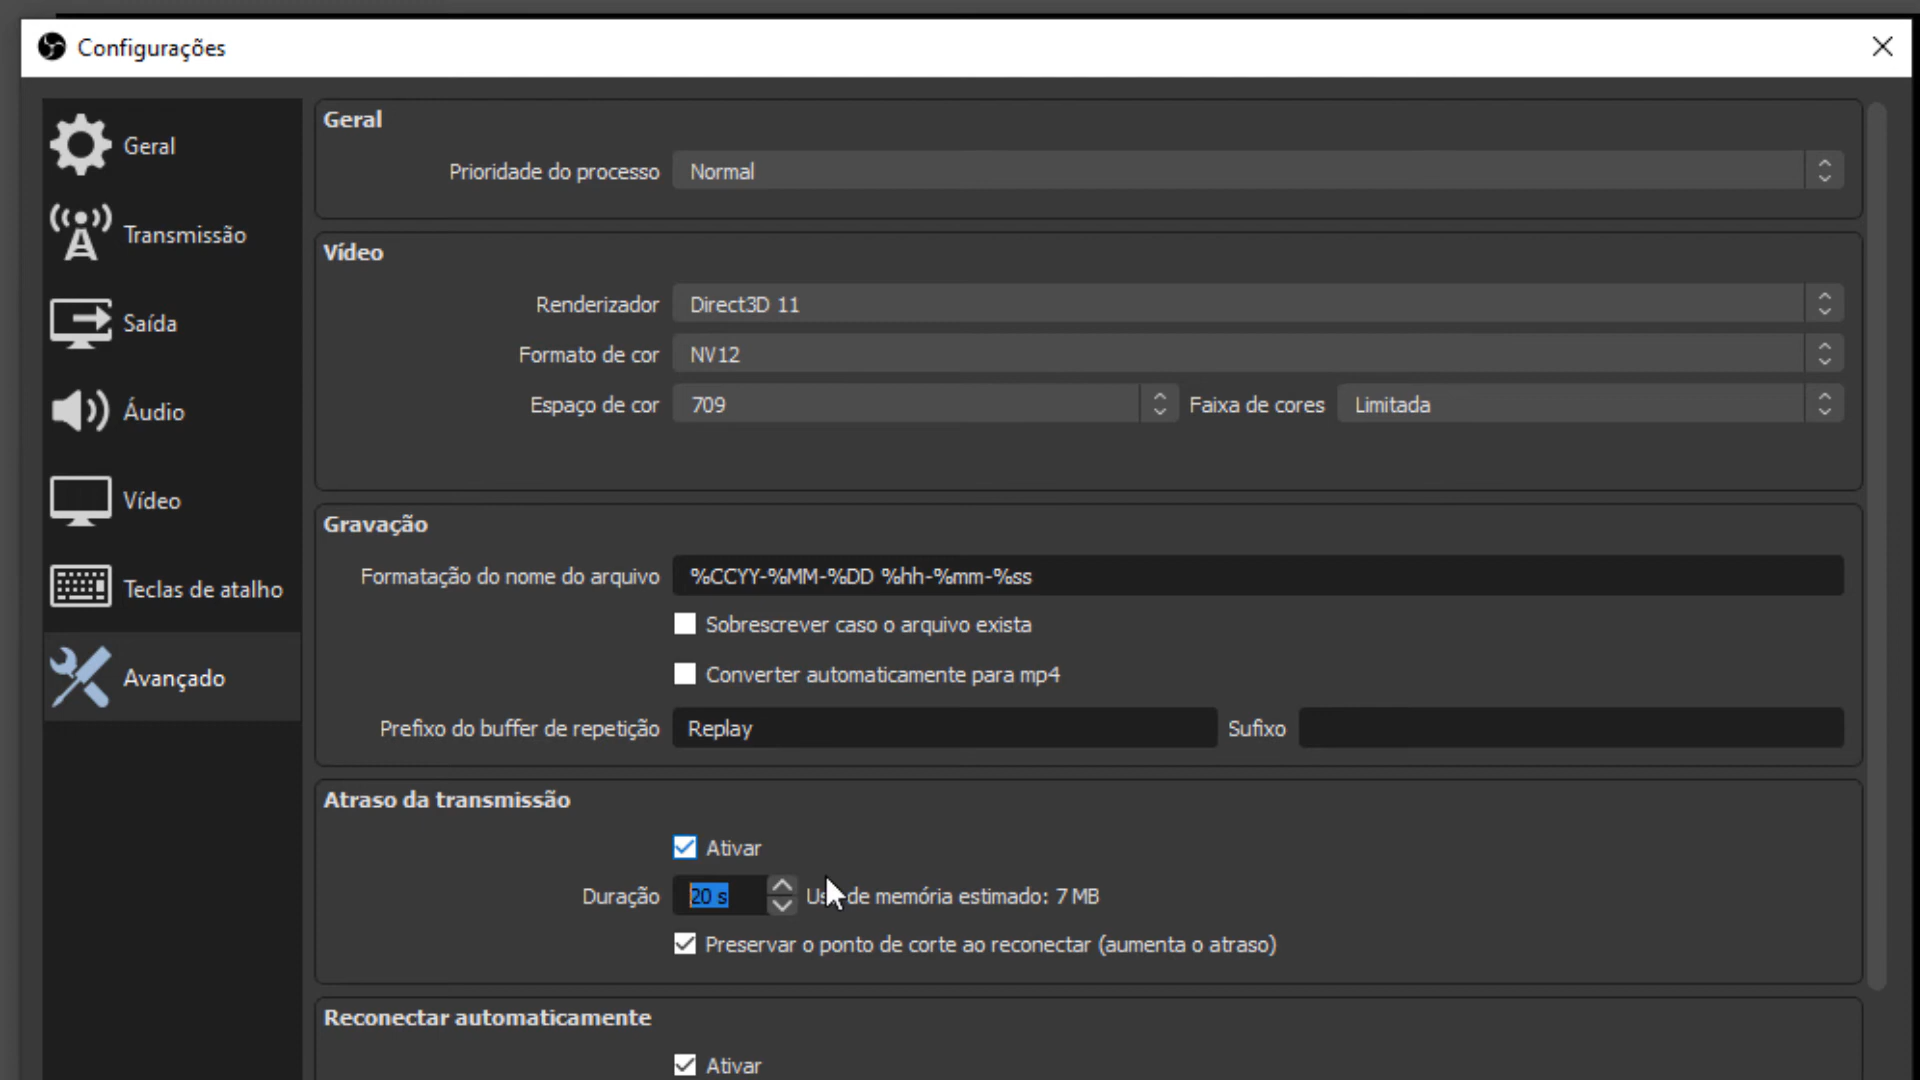 Configurações
Geral
Transmissão
Saída
Áudio
Vídeo
Teclas de atalho
Avançado
Geral
Prioridade do processo Normal
Vídeo
Renderizador Direct3D 11
Formato de cor NV12
Espaço de cor 709 Faixa de cores Limitada
Gravação
Formatação do nome do arquivo %CCYY-%MM-%DD %hh-%mm-%ss
Sobrescrever caso o arquivo exista
Converter automaticamente para mp4
Prefixo do buffer de repetição Replay Sufixo
Atraso da transmissão
Ativar
Duração 20 s Uso de memória estimado: 7 MB
Preservar o ponto de corte ao reconectar (aumenta o atraso)
Reconectar automaticamente
Ativar